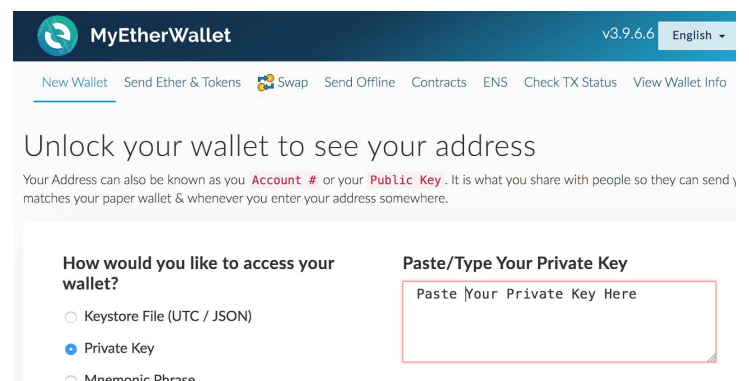 MyEtherWallet
v3.9.6.6 English
New Wallet Send Ether & Tokens Swap Send Offline Contracts ENS Check TX Status View Wallet Info
Unlock your wallet to see your address
Your Address can also be known as you Account # or your Public Key . It is what you share with people so they can send
matches your paper wallet & whenever you enter your address somewhere.
How would you like to access your
wallet?
Keystore File (UTC / JSON)
Private Key
Mnemonic Phrase
Paste/Type Your Private Key
Paste Your Private Key Here